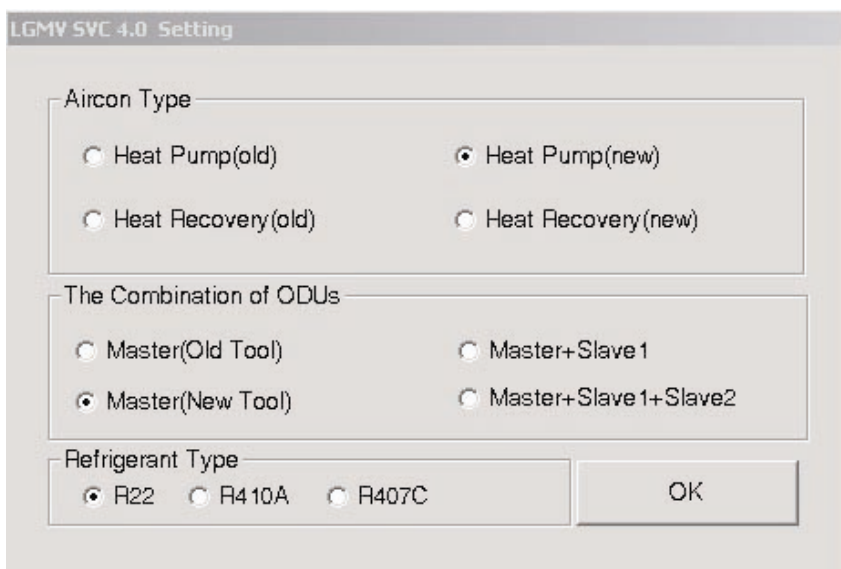 LGMV SVC 4.0 Setting
Aircon Type
Heat Pump(old) Heat Pump(new)
Heat Recovery(old) Heat Recovery(new)
The Combination of ODUs
Master(Old Tool) Master+Slave1
Master(New Tool) Master+Slave1+Slave2
Refrigerant Type
R22 R410A R407C OK